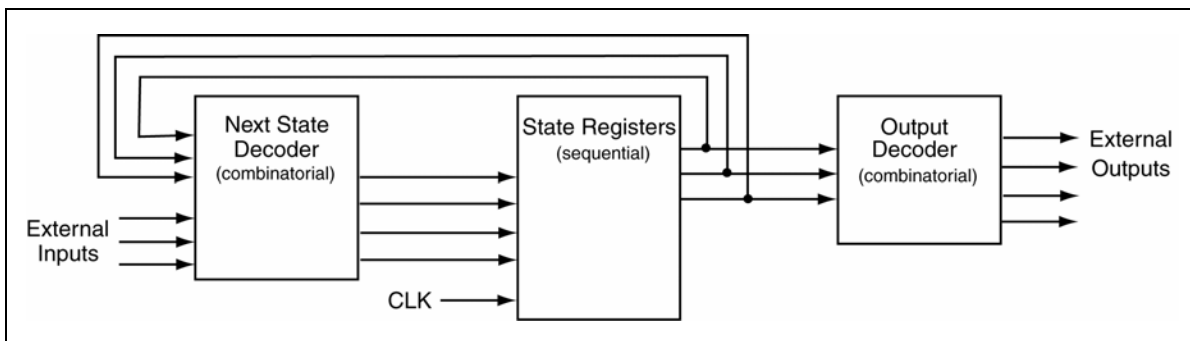 Next State
Decoder
(combinatorial)
State Registers
(sequential)
Output
Decoder
(combinatorial)
External
Outputs
External
Inputs
CLK